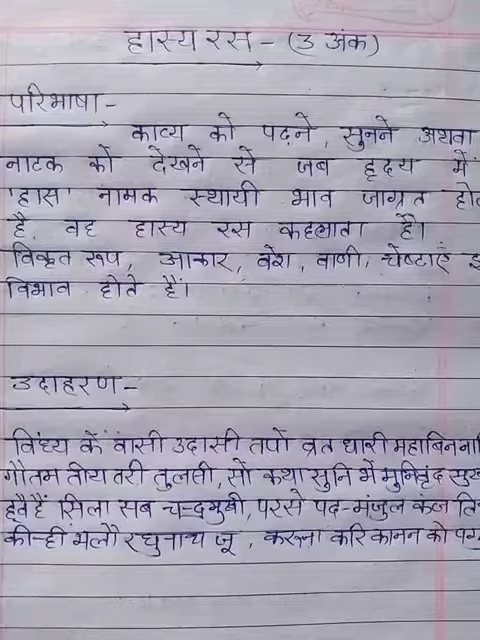 हास्य रस - (3 अंक)
परिभाषा -
काव्य को पढ़ने, सुनने अथवा
नाटक को देखने से जब हृदय में
'हास' नामक स्थायी भाव जाग्रत
है, वह हास्य रस कहलाता है।
विकृत रूप, आकार, वेश, वाणी, चेष्टाएँ
विभाव होते हैं।
उदाहरण -
विंध्य के वासी उदासी तपो व्रत धारी महाबिन
गौतम तीय तरी तुलसी, सो कथा सुनि भे मुनिवृंद
ह्वैहैं सिला सब चन्द्रमुखी, परसे पद-मंजुल कंज
कीन्ही भलौ रघुनाथ जू, करुना करि कानन को